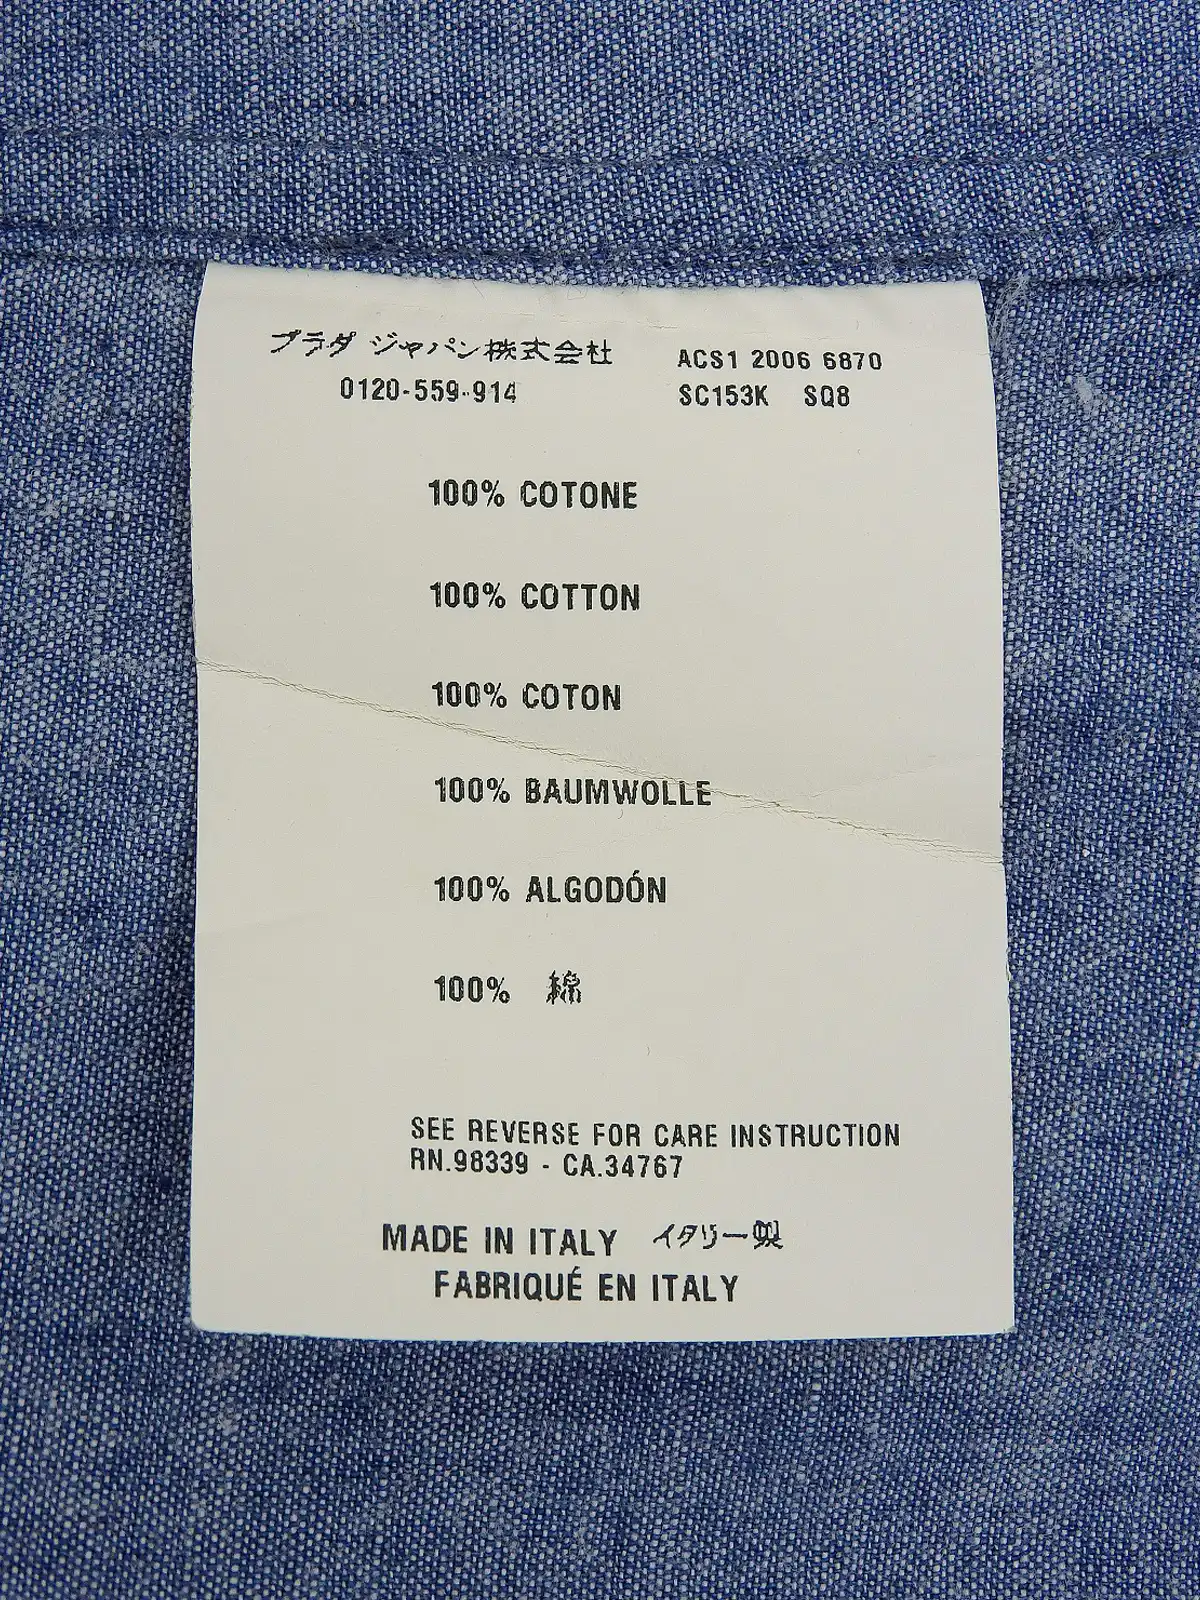 プラダ ジャパン株式会社
0120-559-914
ACS1 2006 6870
SC153K SQ8
100% COTONE
100% COTTON
100% COTON
100% BAUMWOLLE
100% ALGODÓN
100% 綿
SEE REVERSE FOR CARE INSTRUCTION
RN.98339 - CA.34767
MADE IN ITALY イタリー製
FABRIQUÉ EN ITALY